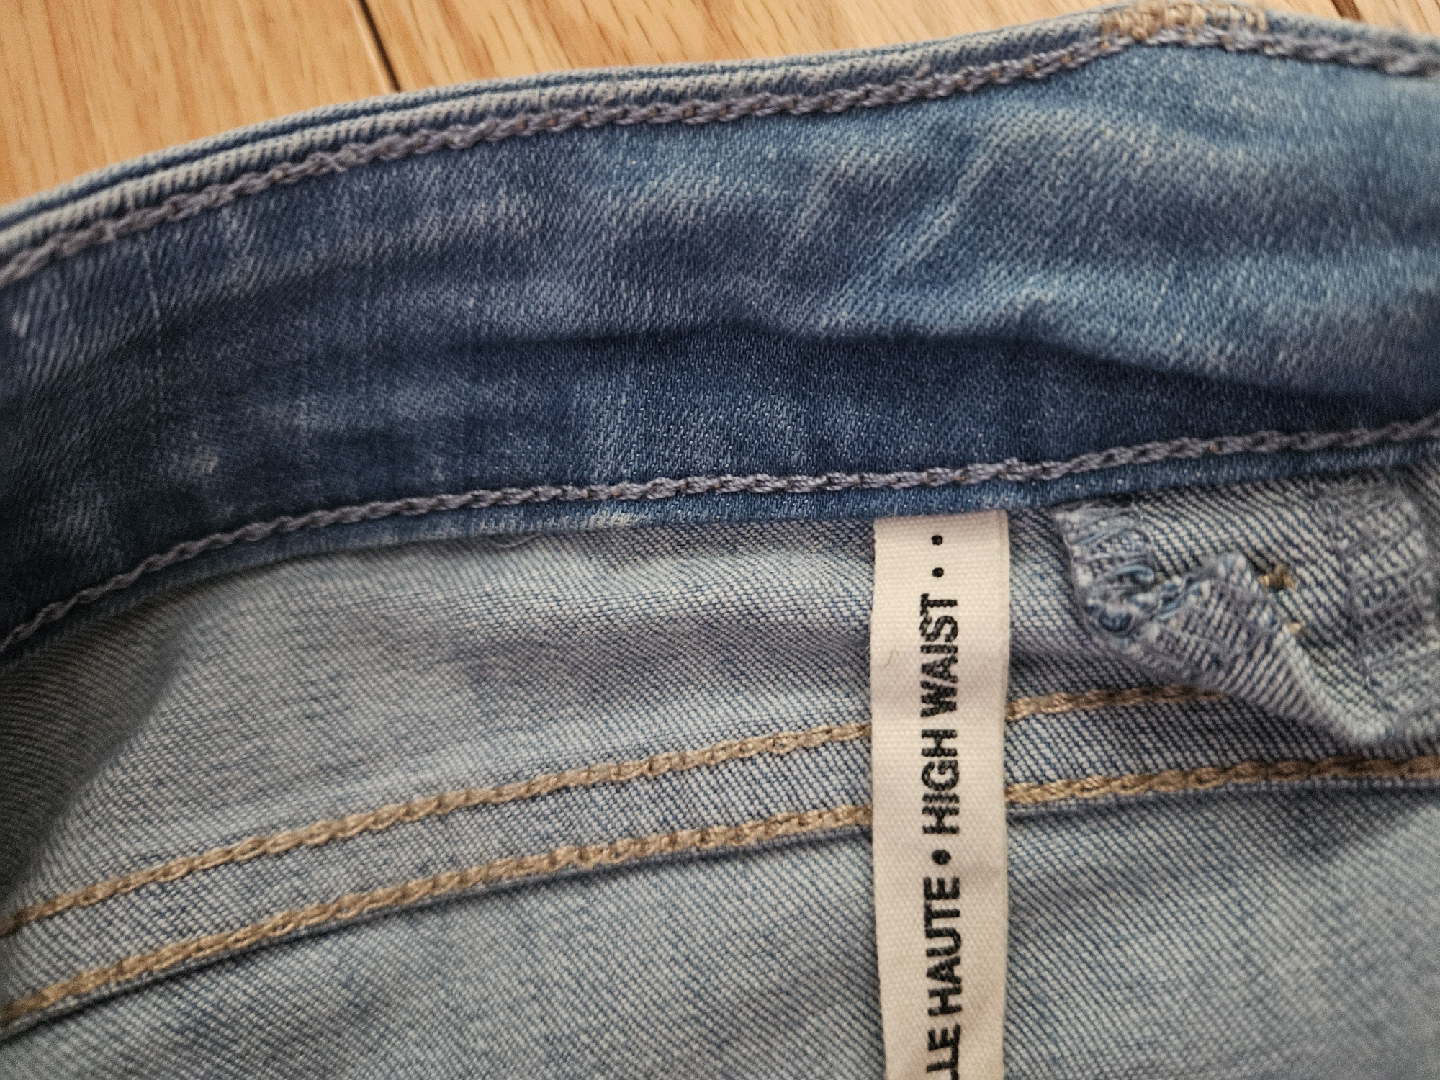 LLE HAUTE • HIGH WAIST • • •